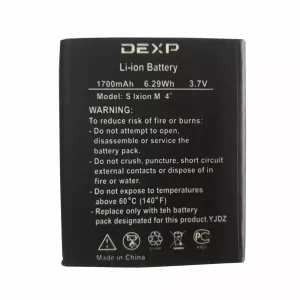 DEXP
Li-ion Battery
1700mAh 6.29Wh 3.7V
Model: S Ixion M 4"
WARNING:
To reduce risk of fire or burns:
- Do not attempt to open,
disassemble, or service the
battery pack
- Do not crush, puncture, short circuit
external contacts or dispose of in
fire or water
- Do not expose to temperatures
above 60°C (140°F)
- Replace only with teh battery
pack designated for
this product.YJDZ
Made in China